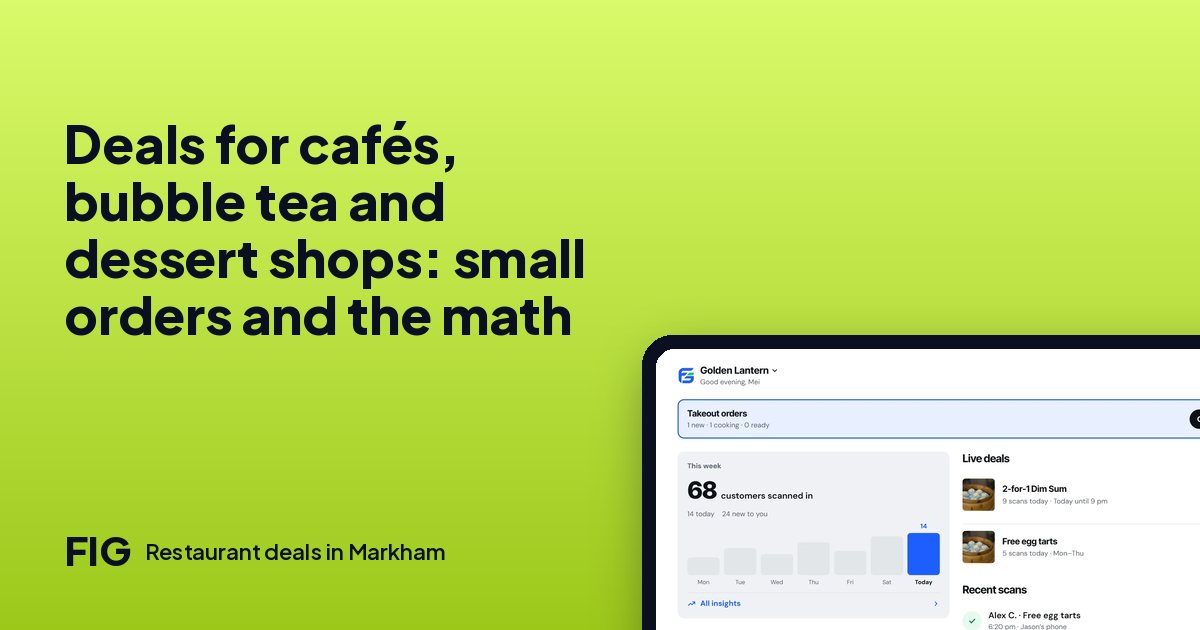 Deals for cafés,
bubble tea and
dessert shops: small
orders and the math
FIG Restaurant deals in Markham
Golden Lantern
Good evening, Mei
Takeout orders
1 new · 1 cooking · 0 ready
This week
68 customers scanned in
14 today 24 new to you
14
Mon Tue Wed Thu Fri Sat Today
All insights
Live deals
2-for-1 Dim Sum
9 scans today · Today until 9 pm
Free egg tarts
5 scans today · Mon–Thu
Recent scans
Alex C. · Free egg tarts
6:20 pm · Jason's phone